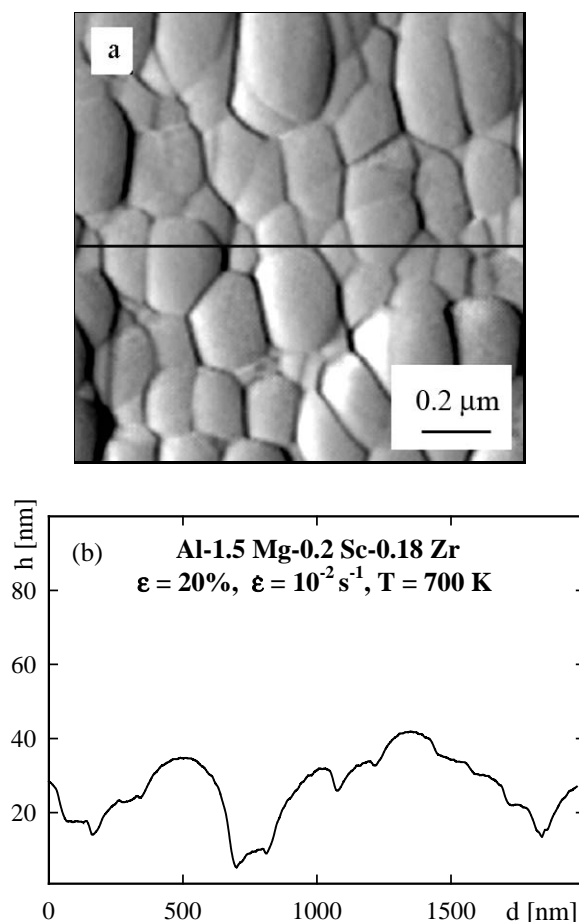 a
0.2 μm
h [nm]
(b)
Al-1.5 Mg-0.2 Sc-0.18 Zr
ε = 20%, ε̇ = 10⁻² s⁻¹, T = 700 K
80
60
40
20
0
500
1000
1500
d [nm]